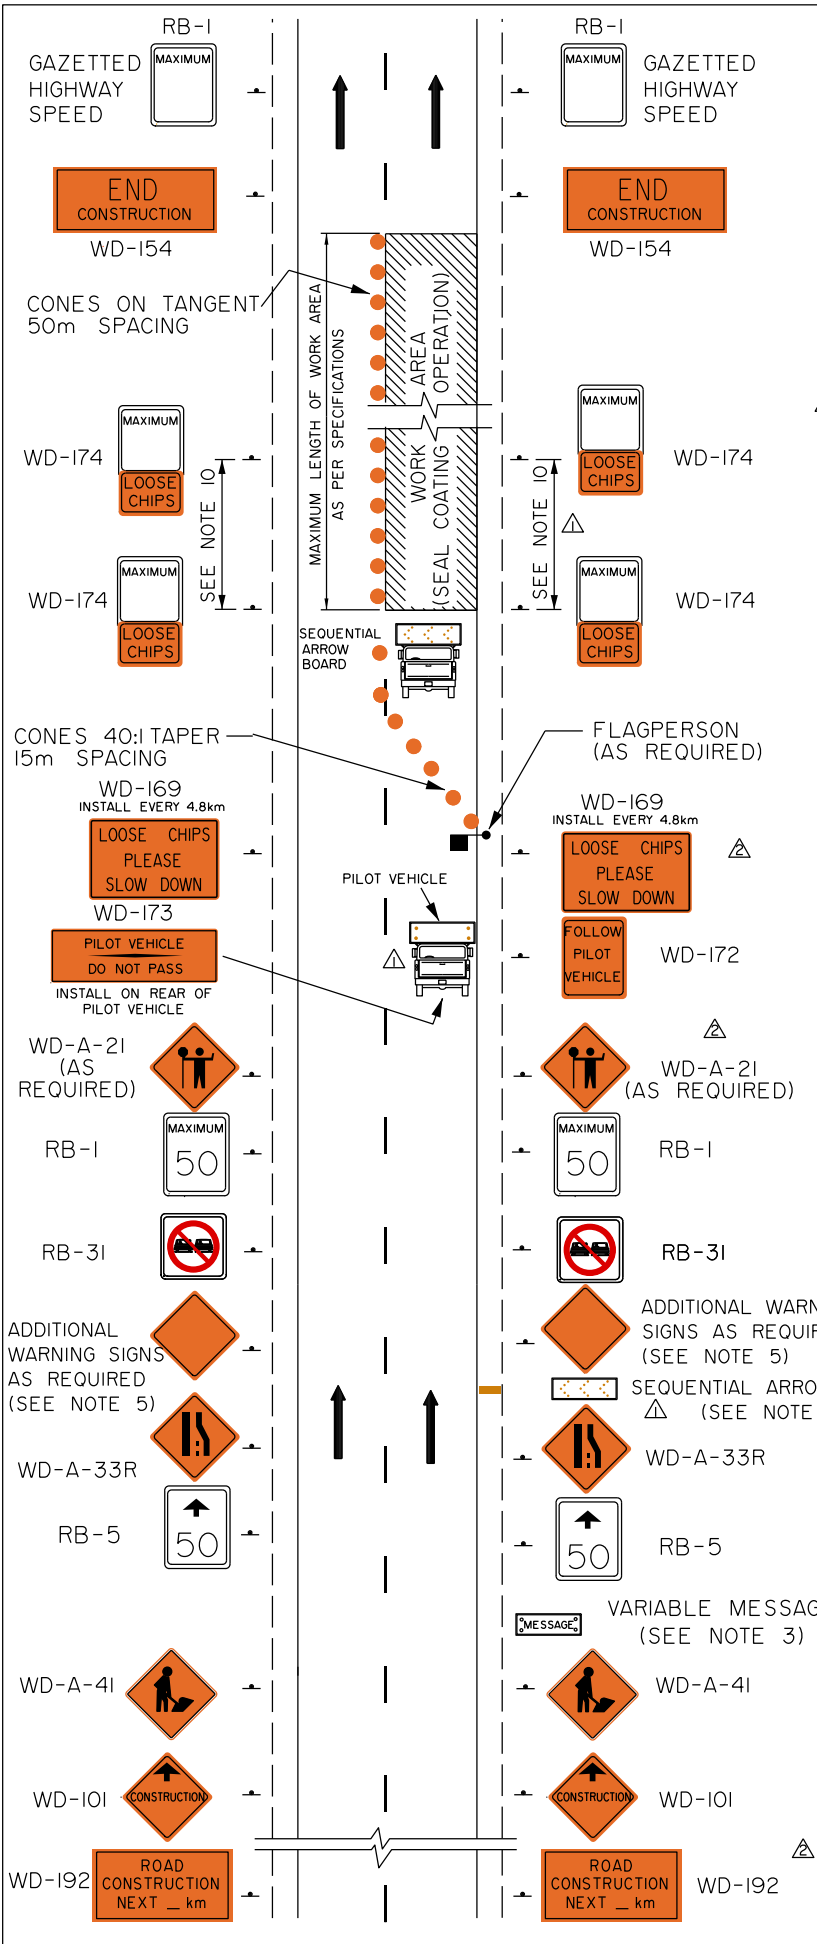 RB-1
RB-1
GAZETTED
HIGHWAY
SPEED
MAXIMUM
MAXIMUM
GAZETTED
HIGHWAY
SPEED
END
CONSTRUCTION
WD-154
END
CONSTRUCTION
WD-154
CONES ON TANGENT
50m SPACING
MAXIMUM LENGTH OF WORK AREA
AS PER SPECIFICATIONS
WORK AREA
(SEAL COATING OPERATION)
WD-174
MAXIMUM
LOOSE
CHIPS
SEE NOTE 10
MAXIMUM
LOOSE
CHIPS
WD-174
SEE NOTE 10
1
WD-174
MAXIMUM
LOOSE
CHIPS
MAXIMUM
LOOSE
CHIPS
WD-174
SEQUENTIAL
ARROW
BOARD
CONES 40:1 TAPER
15m SPACING
FLAGPERSON
(AS REQUIRED)
WD-169
INSTALL EVERY 4.8km
LOOSE CHIPS
PLEASE
SLOW DOWN
WD-169
INSTALL EVERY 4.8km
LOOSE CHIPS
PLEASE
SLOW DOWN
2
WD-173
PILOT VEHICLE
DO NOT PASS
INSTALL ON REAR OF
PILOT VEHICLE
PILOT VEHICLE
1
FOLLOW
PILOT
VEHICLE
WD-172
WD-A-21
(AS
REQUIRED)
2
WD-A-21
(AS REQUIRED)
RB-1
MAXIMUM
50
MAXIMUM
50
RB-1
RB-31
RB-31
ADDITIONAL
WARNING SIGNS
AS REQUIRED
(SEE NOTE 5)
ADDITIONAL WARN
SIGNS AS REQUIR
(SEE NOTE 5)
SEQUENTIAL ARRO
1
(SEE NOTE
WD-A-33R
WD-A-33R
RB-5
50
50
RB-5
MESSAGE
VARIABLE MESSAG
(SEE NOTE 3)
WD-A-41
WD-A-41
WD-101
CONSTRUCTION
CONSTRUCTION
WD-101
WD-192
ROAD
CONSTRUCTION
NEXT _ km
ROAD
CONSTRUCTION
NEXT _ km
WD-192
2